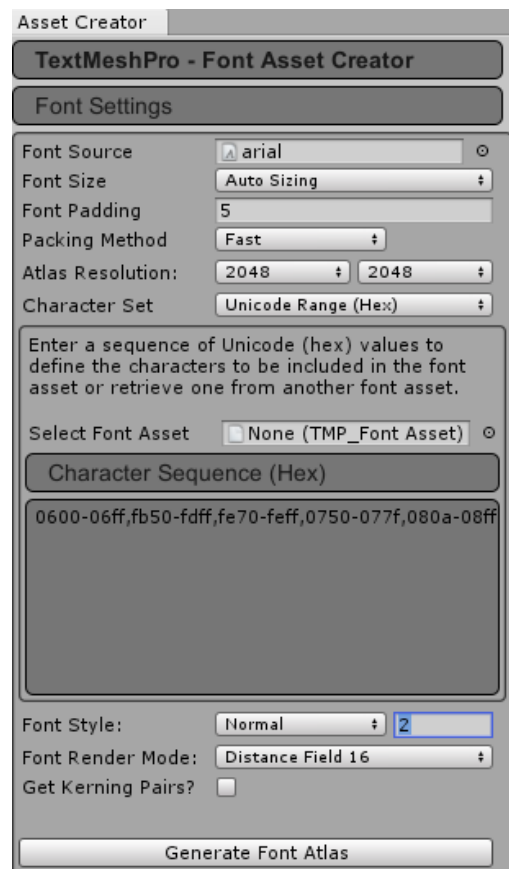 Asset Creator
TextMeshPro - Font Asset Creator
Font Settings
Font Source arial
Font Size Auto Sizing
Font Padding 5
Packing Method Fast
Atlas Resolution: 2048 2048
Character Set Unicode Range (Hex)
Enter a sequence of Unicode (hex) values to
define the characters to be included in the font
asset or retrieve one from another font asset.
Select Font Asset None (TMP_Font Asset)
Character Sequence (Hex)
0600-06ff,fb50-fdff,fe70-feff,0750-077f,080a-08ff
Font Style: Normal 2
Font Render Mode: Distance Field 16
Get Kerning Pairs?
Generate Font Atlas